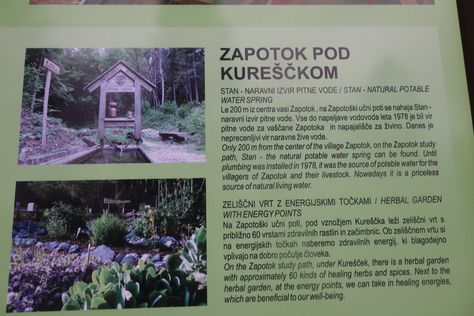 ZAPOTOK POD
KUREŠČKOM
STAN - NARAVNI IZVIR PITNE VODE / STAN - NATURAL POTABLE
WATER SPRING
Le 200 m iz centra vasi Zapotok, na Zapotoški učni poti se nahaja Stan -
naravni izvir pitne vode. Vse do napeljave vodovoda leta 1978 je bil vir
pitne vode za vaščane Zapotoka in napajališče za živino. Danes je
neprecenljivi vir naravne žive vode.
Only 200 m from the center of the village Zapotok, on the Zapotok study
path, Stan - the natural potable water spring can be found. Until
plumbing was installed in 1978, it was the source of potable water for the
villagers of Zapotok and their livestock. Nowadays it is a priceless
source of natural living water.
ZELIŠČNI VRT Z ENERGIJSKIMI TOČKAMI / HERBAL GARDEN
WITH ENERGY POINTS
Na Zapotoški učni poti, pod vznožjem Kureščka leži zeliščni vrt s
približno 60 vrstami zdravilnih rastlin in začimbnic. Ob zeliščnem vrtu si
na energijskih točkah naberemo zdravilnih energij, ki blagodejno
vplivajo na dobro počutje človeka.
On the Zapotok study path, under Kurešček, there is a herbal garden
with approximately 60 kinds of healing herbs and spices. Next to the
herbal garden, at the energy points, we can take in healing energies,
which are beneficial to our well-being.